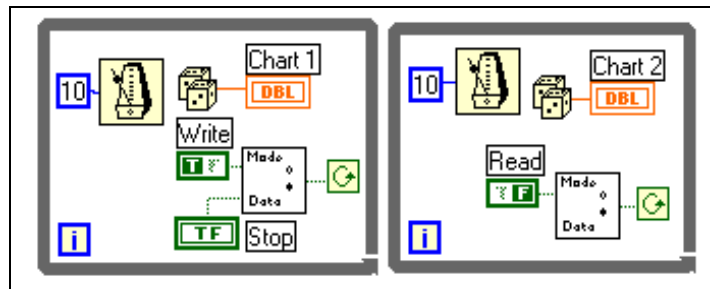 Chart 1
10
DBL
Write
T
Mode
Data
TF
Stop
i
Chart 2
10
DBL
Read
F
Mode
Data
i